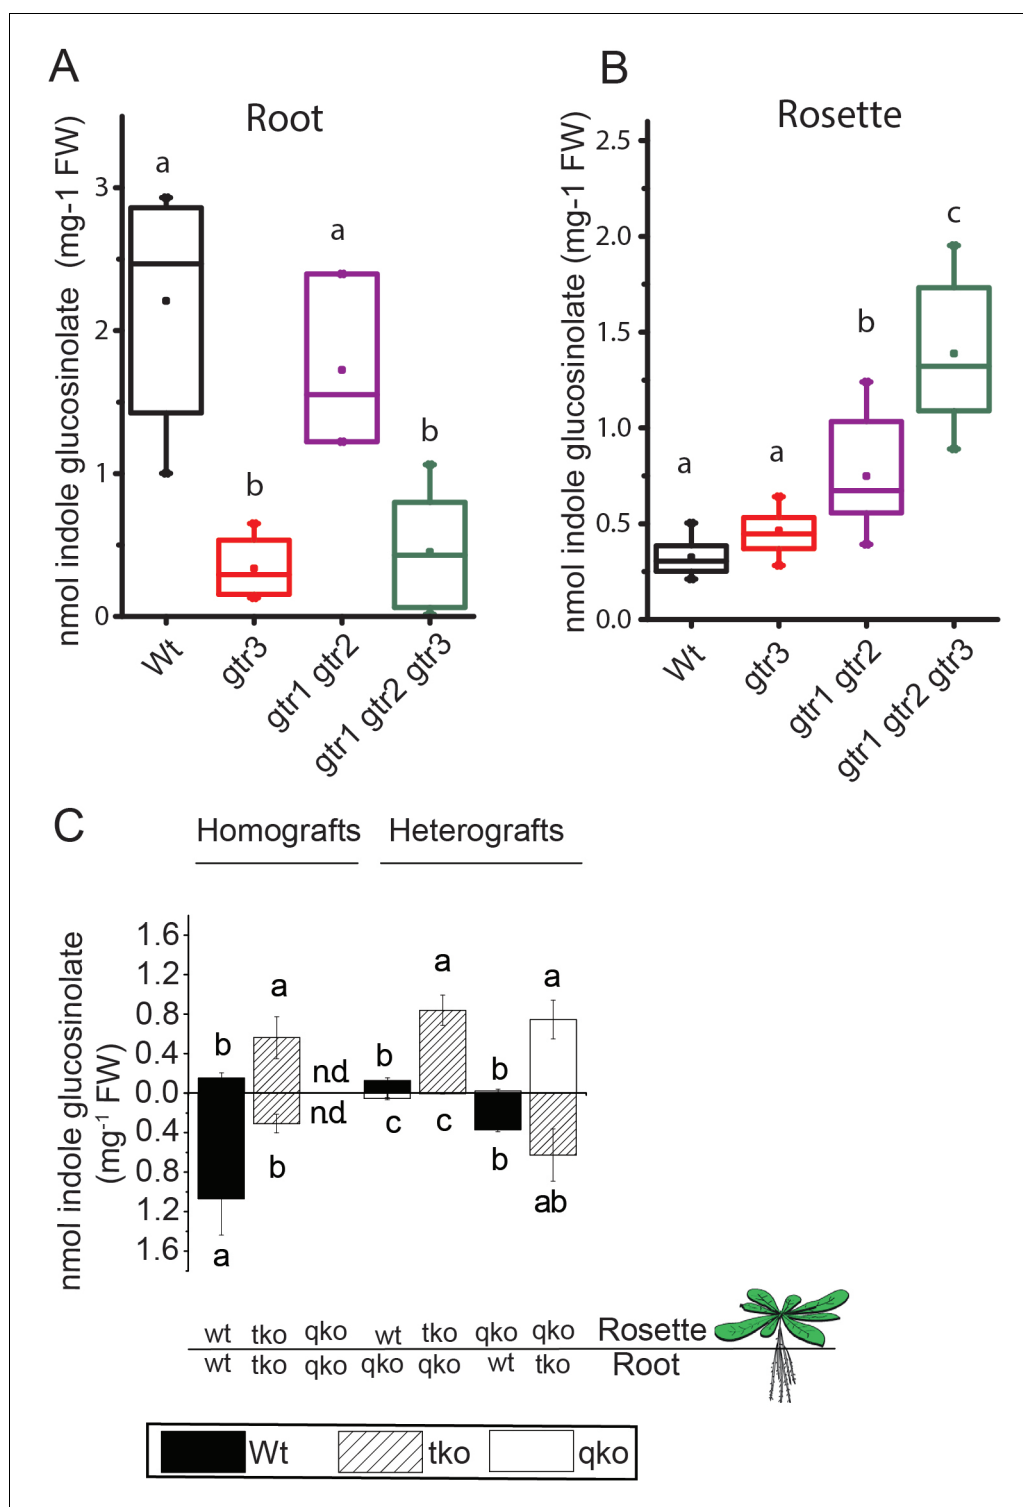 A
Root
nmol indole glucosinolate (mg-1 FW)
3
2
1
0
a
b
a
b
Wt
gtr3
gtr1 gtr2
gtr1 gtr2 gtr3
B
Rosette
nmol indole glucosinolate (mg-1 FW)
2.5
2.0
1.5
1.0
0.5
0.0
a
a
b
c
Wt
gtr3
gtr1 gtr2
gtr1 gtr2 gtr3
C
Homografts Heterografts
nmol indole glucosinolate
(mg-1 FW)
1.6
1.2
0.8
0.4
0.0
0.4
0.8
1.2
1.6
b a nd b a b a
a b nd c c b ab
wt tko qko wt tko qko qko Rosette
wt tko qko qko qko wt tko Root
Wt tko qko